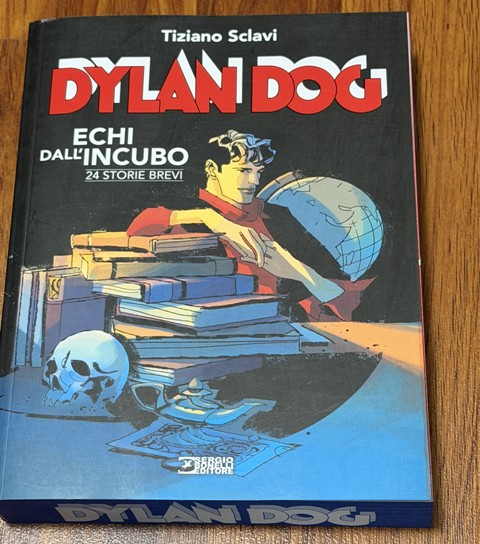 Tiziano Sclavi
DYLAN DOG
ECHI
DALL'INCUBO
24 STORIE BREVI
SERGIO
BONELLI
EDITORE
DYLAN DOG